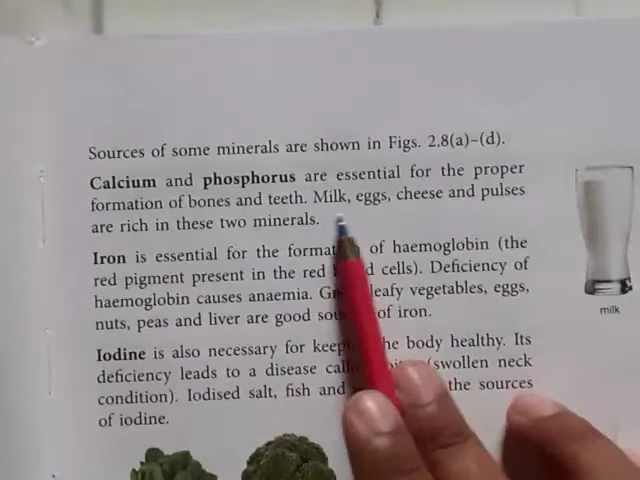 Sources of some minerals are shown in Figs. 2.8(a)–(d).
Calcium and phosphorus are essential for the proper
formation of bones and teeth. Milk, eggs, cheese and pulses
are rich in these two minerals.
Iron is essential for the of haemoglobin (the
red pigment present in the red cells). Deficiency of
haemoglobin causes anaemia. leafy vegetables, eggs,
nuts, peas and liver are good of iron.
milk
Iodine is also necessary for the body healthy. Its
deficiency leads to a disease (swollen neck
condition). Iodised salt, fish and the sources
of iodine.